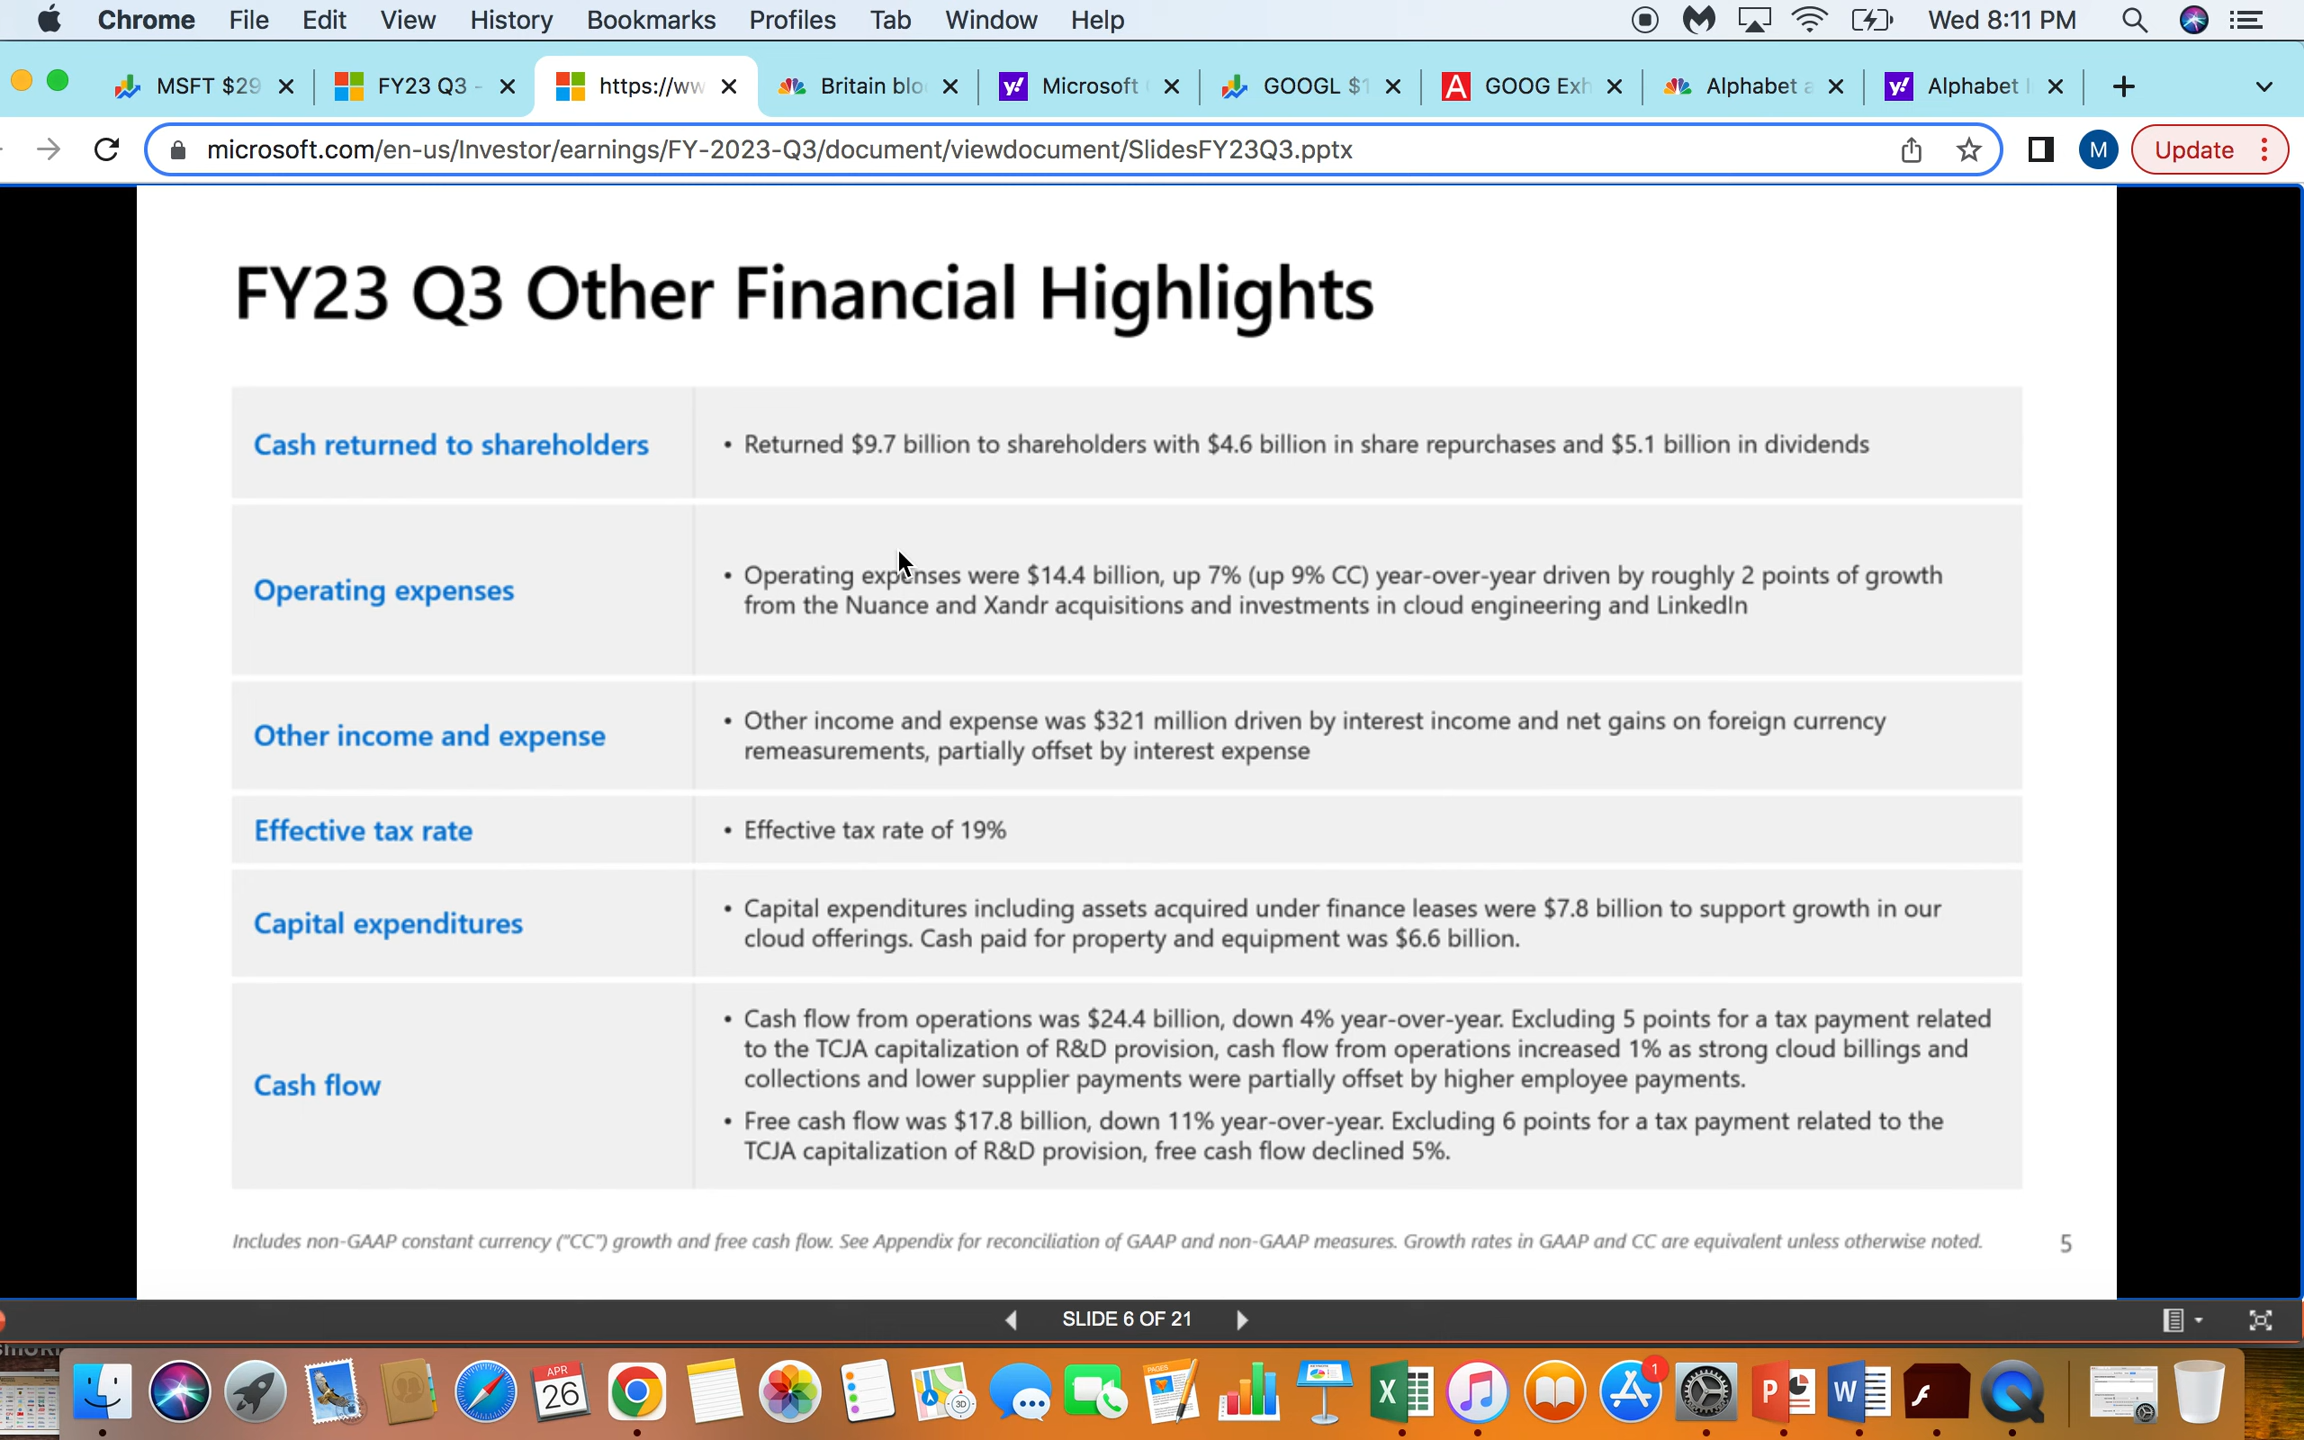 Chrome File Edit View History Bookmarks Profiles Tab Window Help Wed 8:11 PM
MSFT $29 FY23 Q3 - https://ww Britain blo Microsoft GOOGL $1 GOOG Exh Alphabet a Alphabet I
microsoft.com/en-us/Investor/earnings/FY-2023-Q3/document/viewdocument/SlidesFY23Q3.pptx M Update
FY23 Q3 Other Financial Highlights
Cash returned to shareholders
• Returned $9.7 billion to shareholders with $4.6 billion in share repurchases and $5.1 billion in dividends
Operating expenses
• Operating expenses were $14.4 billion, up 7% (up 9% CC) year-over-year driven by roughly 2 points of growth
from the Nuance and Xandr acquisitions and investments in cloud engineering and LinkedIn
Other income and expense
• Other income and expense was $321 million driven by interest income and net gains on foreign currency
remeasurements, partially offset by interest expense
Effective tax rate
• Effective tax rate of 19%
Capital expenditures
• Capital expenditures including assets acquired under finance leases were $7.8 billion to support growth in our
cloud offerings. Cash paid for property and equipment was $6.6 billion.
Cash flow
• Cash flow from operations was $24.4 billion, down 4% year-over-year. Excluding 5 points for a tax payment related
to the TCJA capitalization of R&D provision, cash flow from operations increased 1% as strong cloud billings and
collections and lower supplier payments were partially offset by higher employee payments.
• Free cash flow was $17.8 billion, down 11% year-over-year. Excluding 6 points for a tax payment related to the
TCJA capitalization of R&D provision, free cash flow declined 5%.
Includes non-GAAP constant currency ("CC") growth and free cash flow. See Appendix for reconciliation of GAAP and non-GAAP measures. Growth rates in GAAP and CC are equivalent unless otherwise noted.
5
SLIDE 6 OF 21
APR
26
3D
PAGES
X
1
P
W